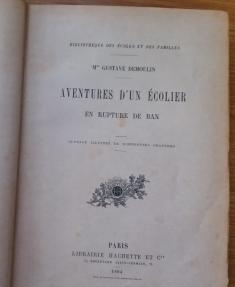 BIBLIOTHÈQUE DES ÉCOLES ET DES FAMILLES
Mme GUSTAVE DEMOULIN
AVENTURES D'UN ÉCOLIER
EN RUPTURE DE BAN
OUVRAGE ILLUSTRÉ DE NOMBREUSES GRAVURES
PARIS
LIBRAIRIE HACHETTE ET Cie
79, BOULEVARD SAINT-GERMAIN, 79